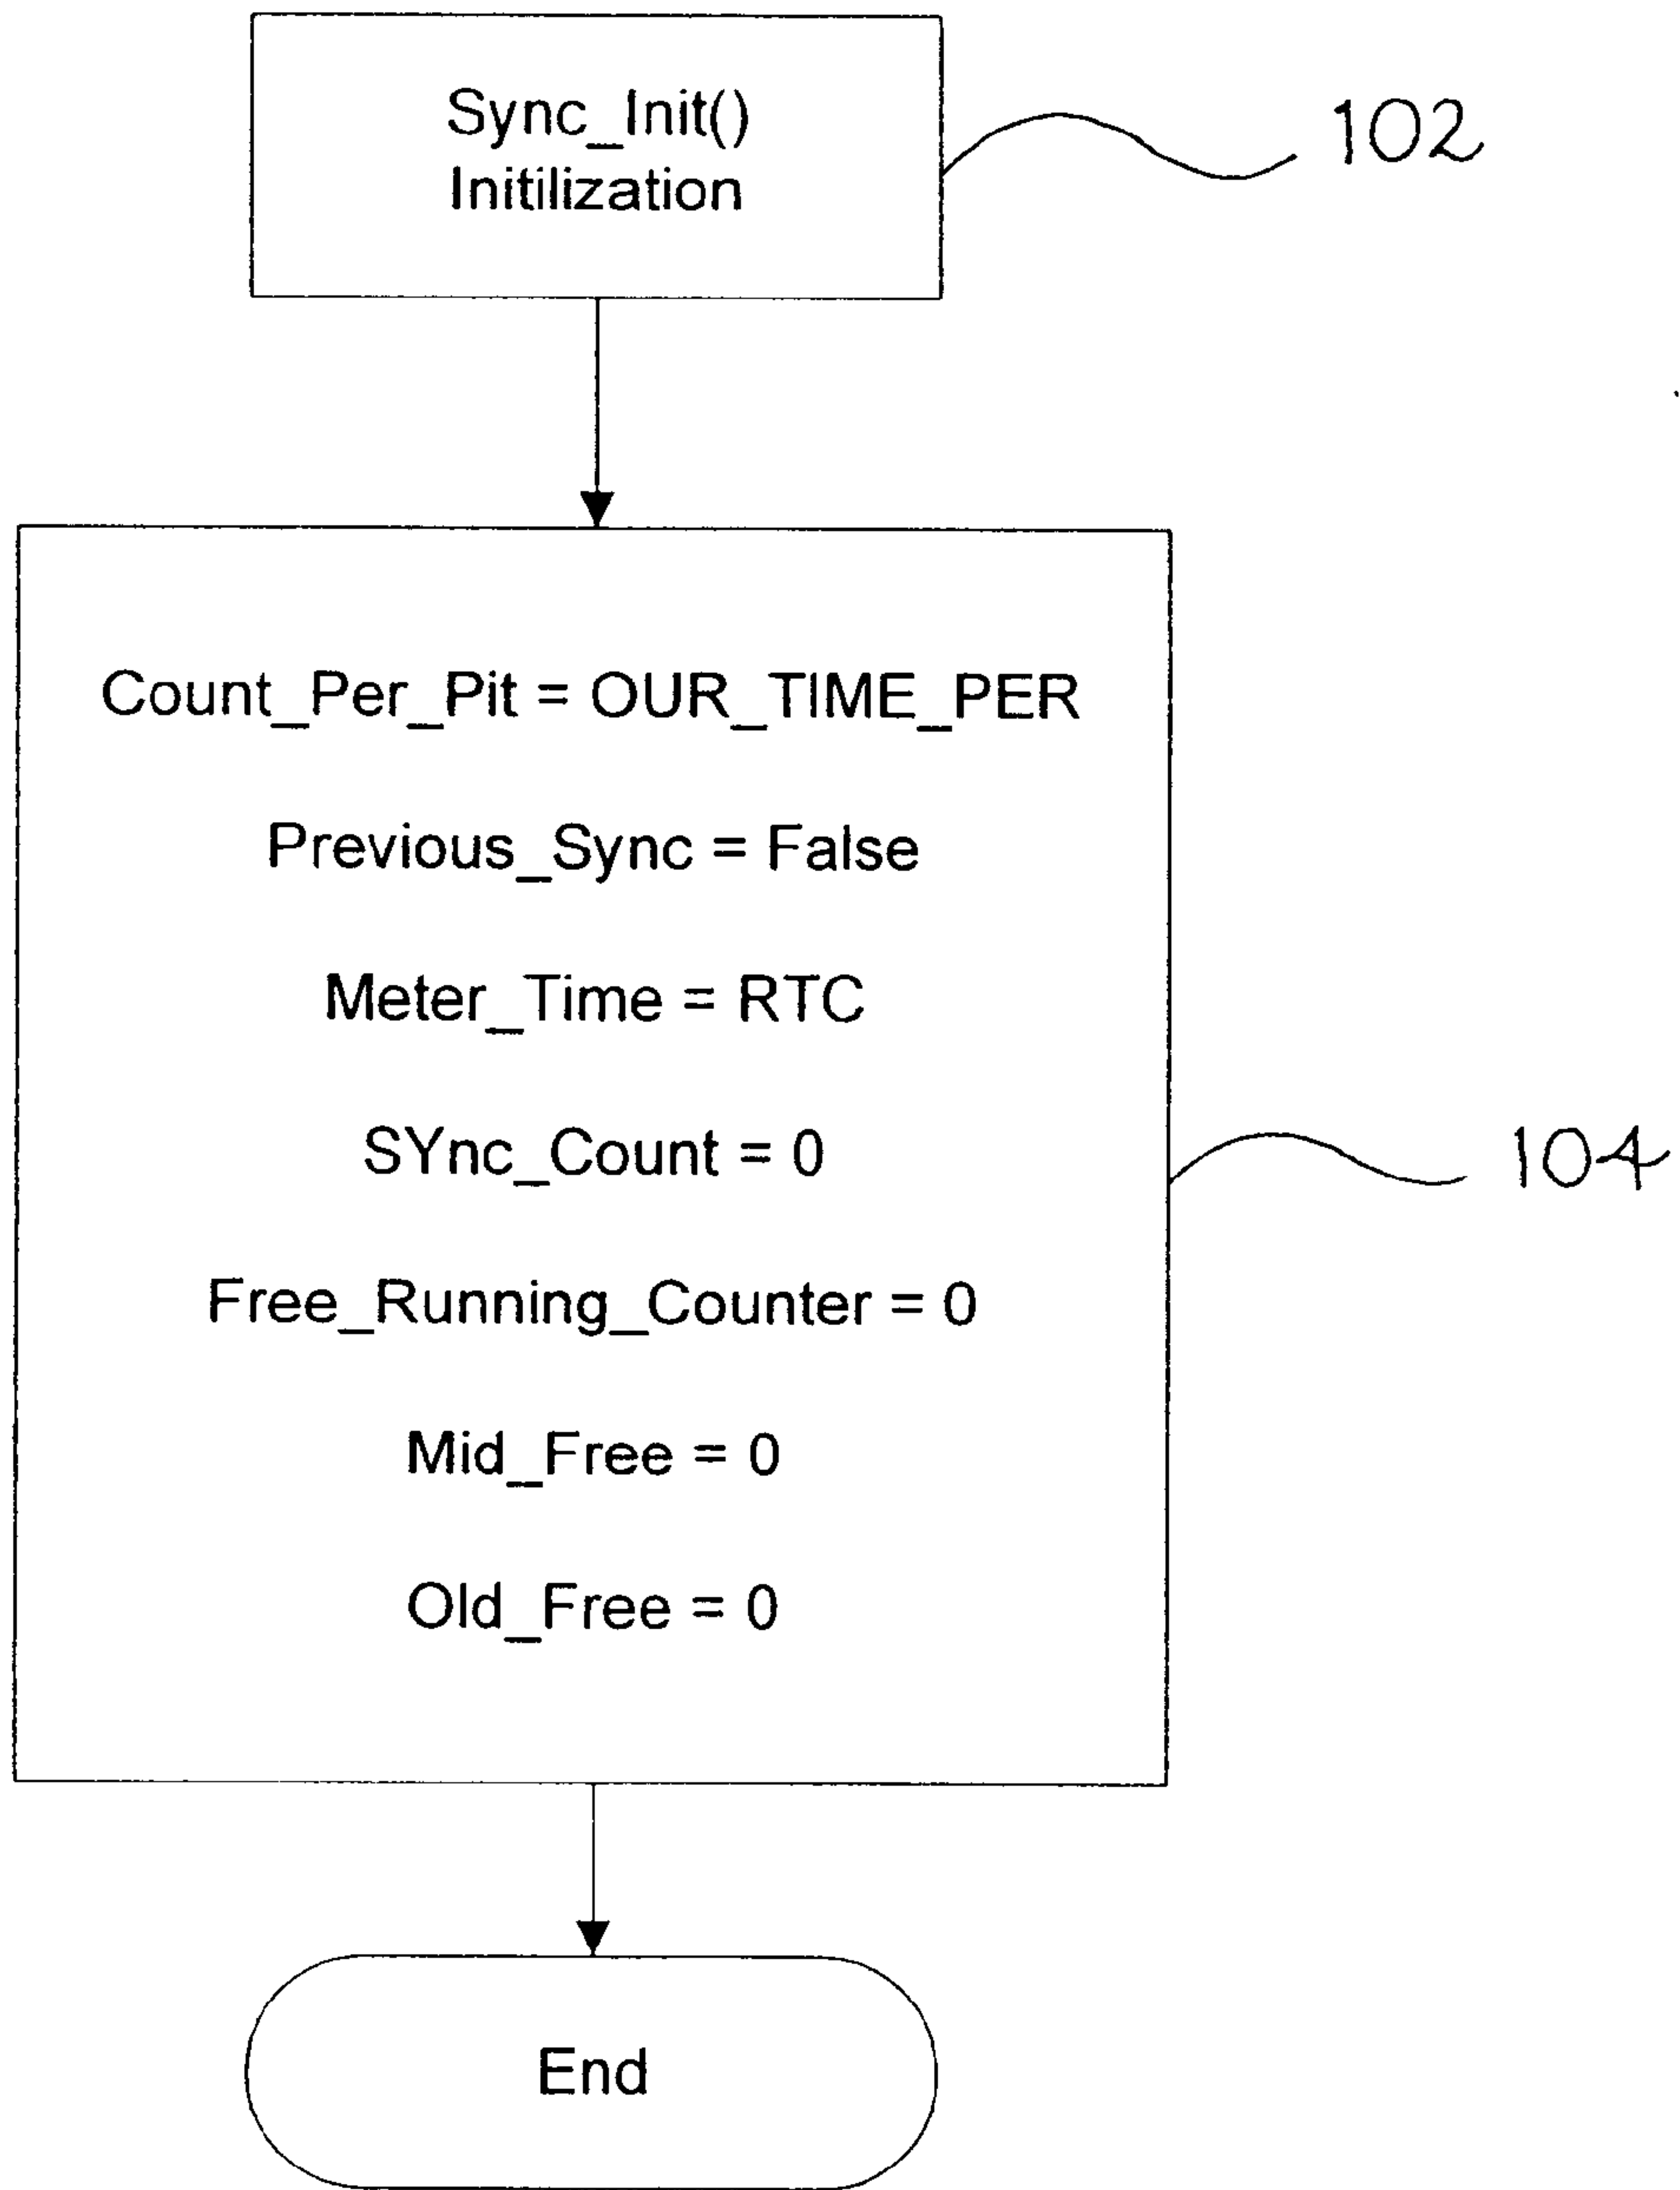 Sync_Init()
Initilization
102
Count_Per_Pit = OUR_TIME_PER
Previous_Sync = False
Meter_Time = RTC
SYnc_Count = 0
104
Free_Running_Counter = 0
Mid_Free = 0
Old_Free = 0
End